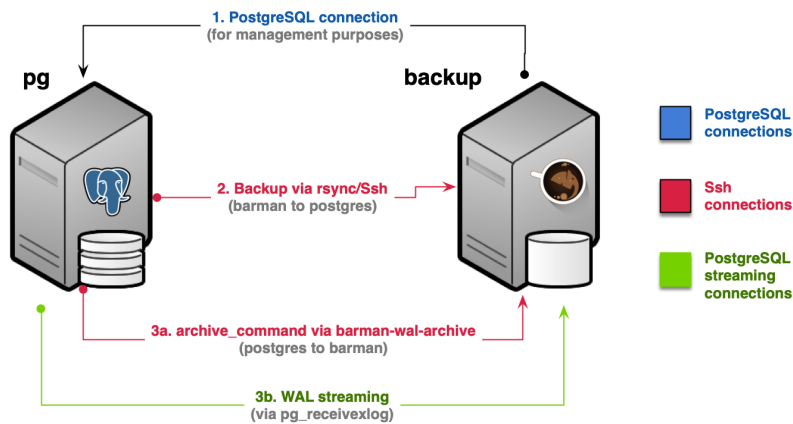 1. PostgreSQL connection
(for management purposes)
pg
backup
PostgreSQL
connections
2. Backup via rsync/Ssh
(barman to postgres)
Ssh
connections
PostgreSQL
streaming
connections
3a. archive_command via barman-wal-archive
(postgres to barman)
3b. WAL streaming
(via pg_receivexlog)